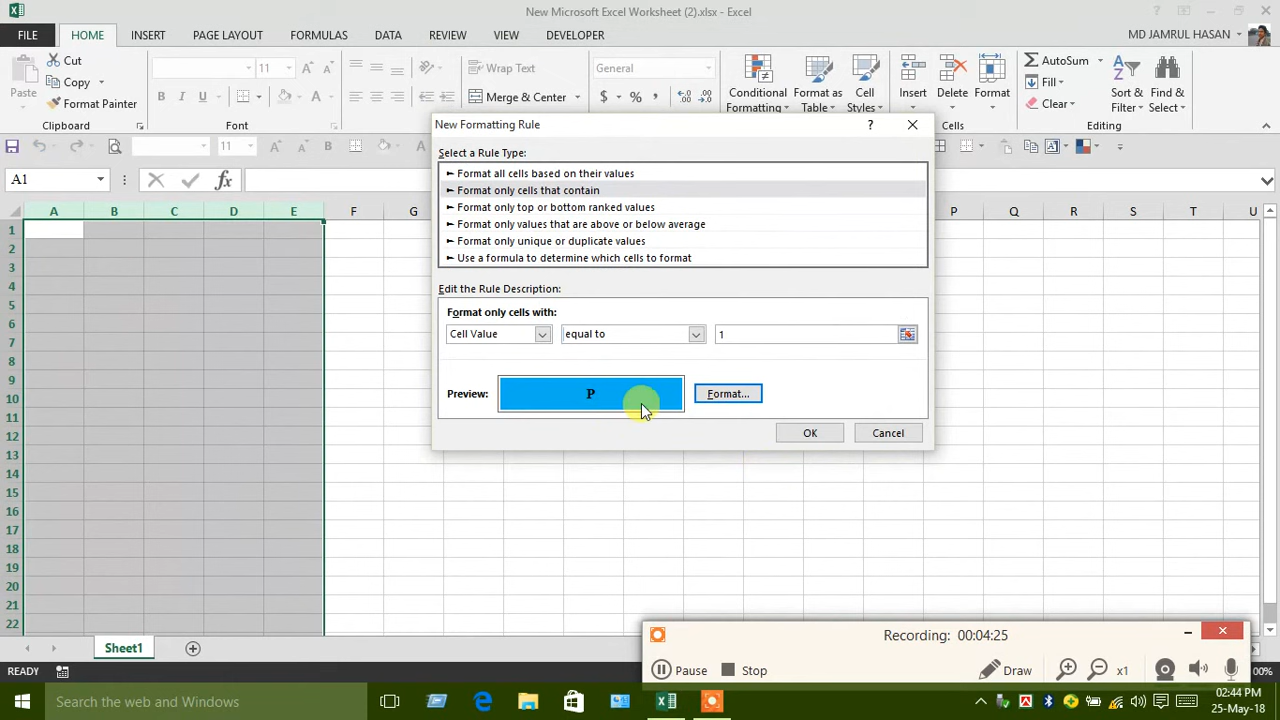 New Microsoft Excel Worksheet (2).xlsx - Excel
FILE HOME INSERT PAGE LAYOUT FORMULAS DATA REVIEW VIEW DEVELOPER MD JAMRUL HASAN
Paste
Cut
Copy
Format Painter
Clipboard
11
B I U
Font
Wrap Text
Merge & Center
General
$ % ,
Conditional Formatting
Format as Table
Cell Styles
Insert
Delete
Format
Cells
AutoSum
Fill
Clear
Sort & Filter
Find & Select
Editing
11
A1
fx
A B C D E F G P Q R S T U
1
2
3
4
5
6
7
8
9
10
11
12
13
14
15
16
17
18
19
20
21
22
New Formatting Rule
Select a Rule Type:
► Format all cells based on their values
► Format only cells that contain
► Format only top or bottom ranked values
► Format only values that are above or below average
► Format only unique or duplicate values
► Use a formula to determine which cells to format
Edit the Rule Description:
Format only cells with:
Cell Value equal to 1
Preview: P Format...
OK Cancel
Sheet1
READY
00%
Recording: 00:04:25
Pause Stop Draw x1
Search the web and Windows
02:44 PM
25-May-18